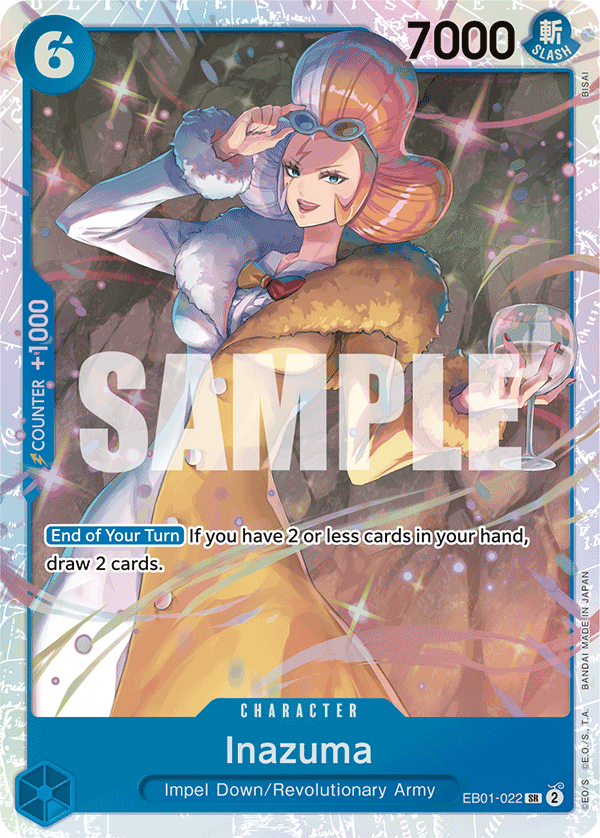 6
7000
斬
SLASH
BISAI
COUNTER +1000
SAMPLE
End of Your Turn If you have 2 or less cards in your hand,
draw 2 cards.
BANDAI MADE IN JAPAN
CHARACTER
Inazuma
Impel Down/Revolutionary Army
EB01-022 SR 2
©E.O/S ©E.O./S., T.A.